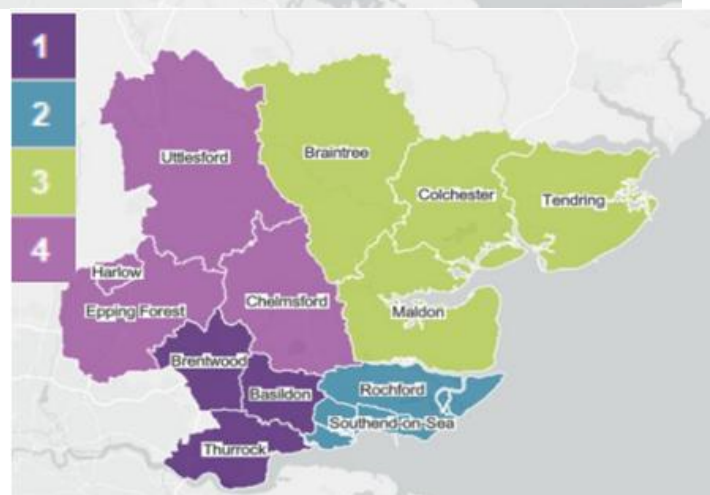 1
2
3
4
Uttlesford
Braintree
Colchester
Tendring
Harlow
Epping Forest
Chelmsford
Maldon
Brentwood
Basildon
Rochford
Southend-on-Sea
Thurrock